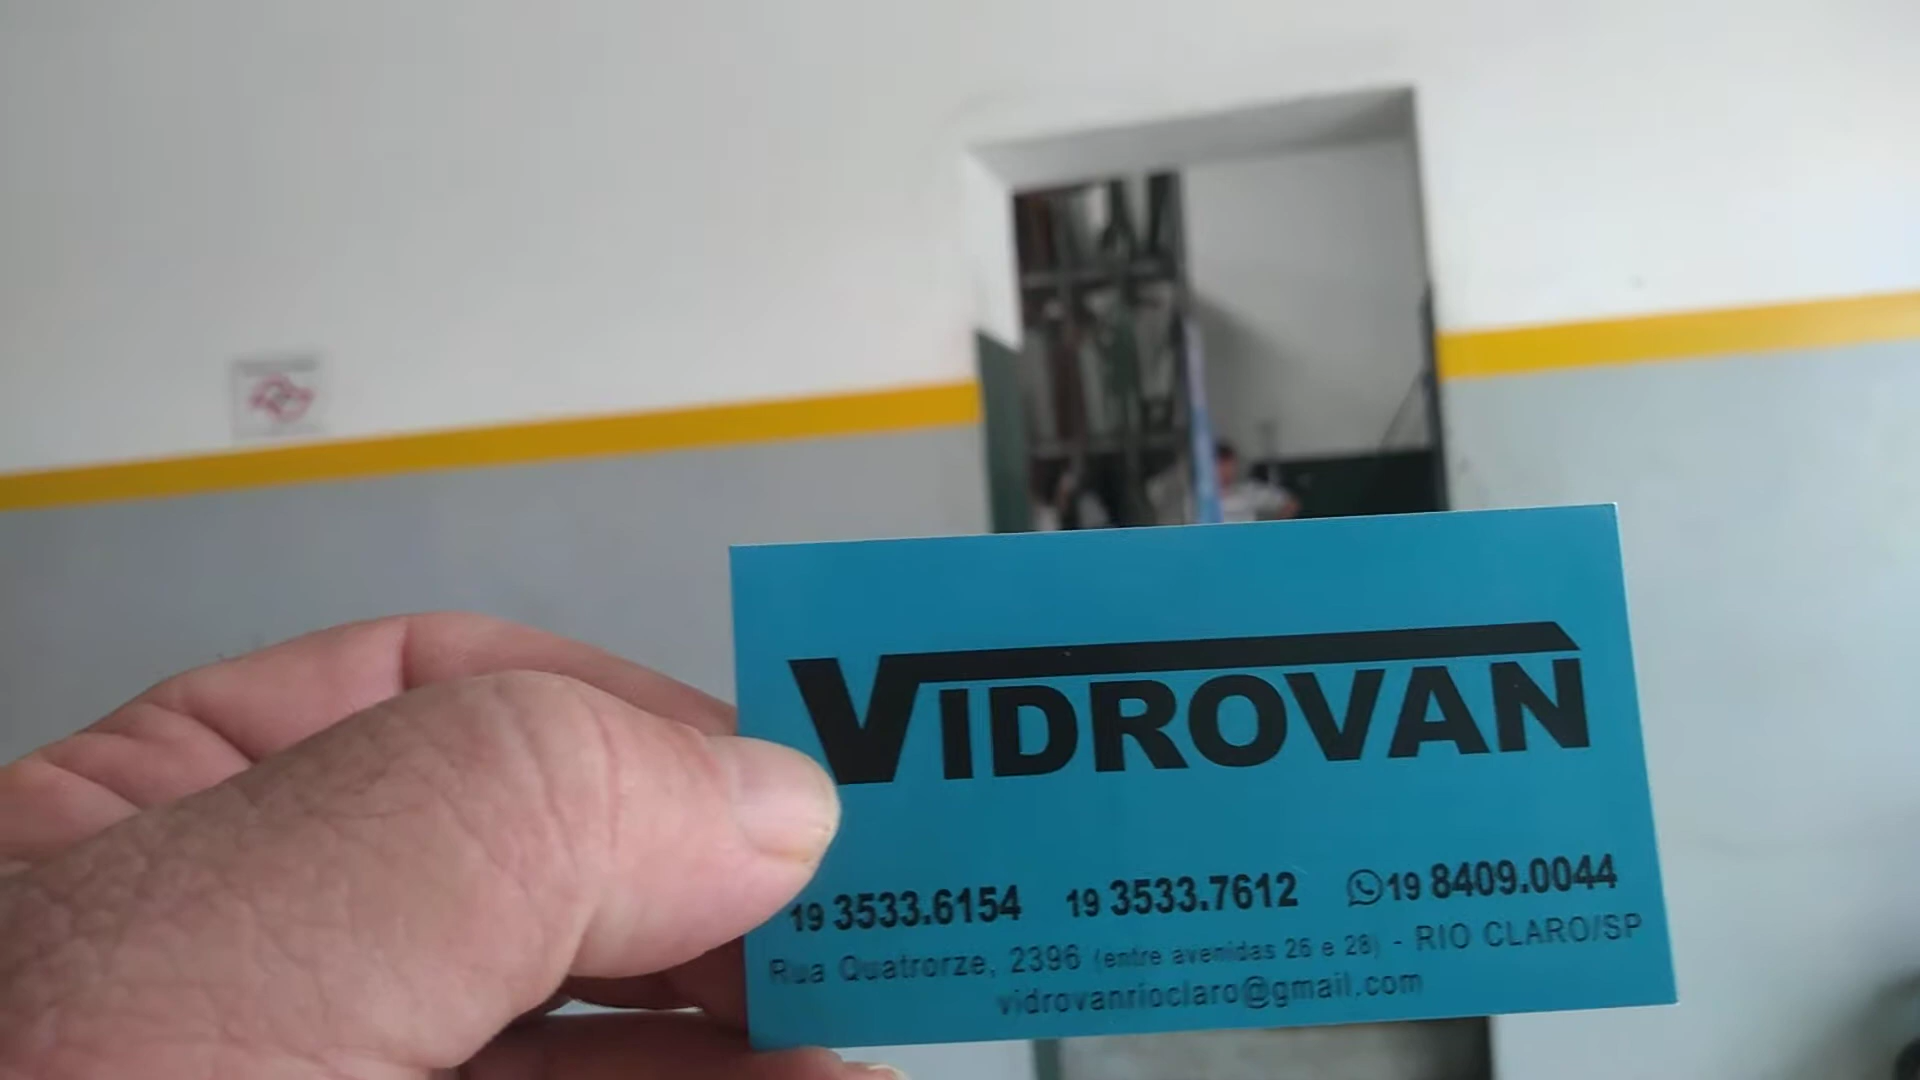 VIDROVAN
19 3533.6154 19 3533.7612 19 8409.0044
Rua Quatrorze, 2396 (entre avenidas 26 e 28) - RIO CLARO/SP
vidrovanrioclaro@gmail.com